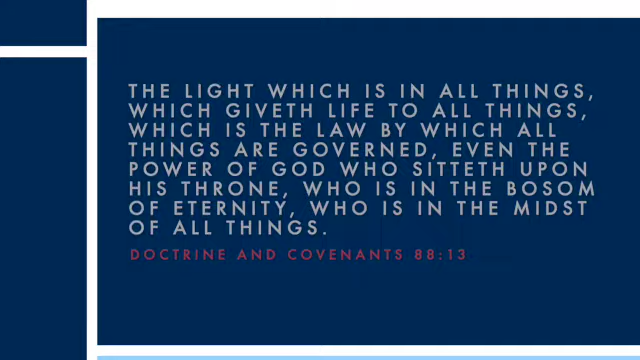 THE LIGHT WHICH IS IN ALL THINGS,
WHICH GIVETH LIFE TO ALL THINGS,
WHICH IS THE LAW BY WHICH ALL
THINGS ARE GOVERNED, EVEN THE
POWER OF GOD WHO SITTETH UPON
HIS THRONE, WHO IS IN THE BOSOM
OF ETERNITY, WHO IS IN THE MIDST
OF ALL THINGS.
DOCTRINE AND COVENANTS 88:13